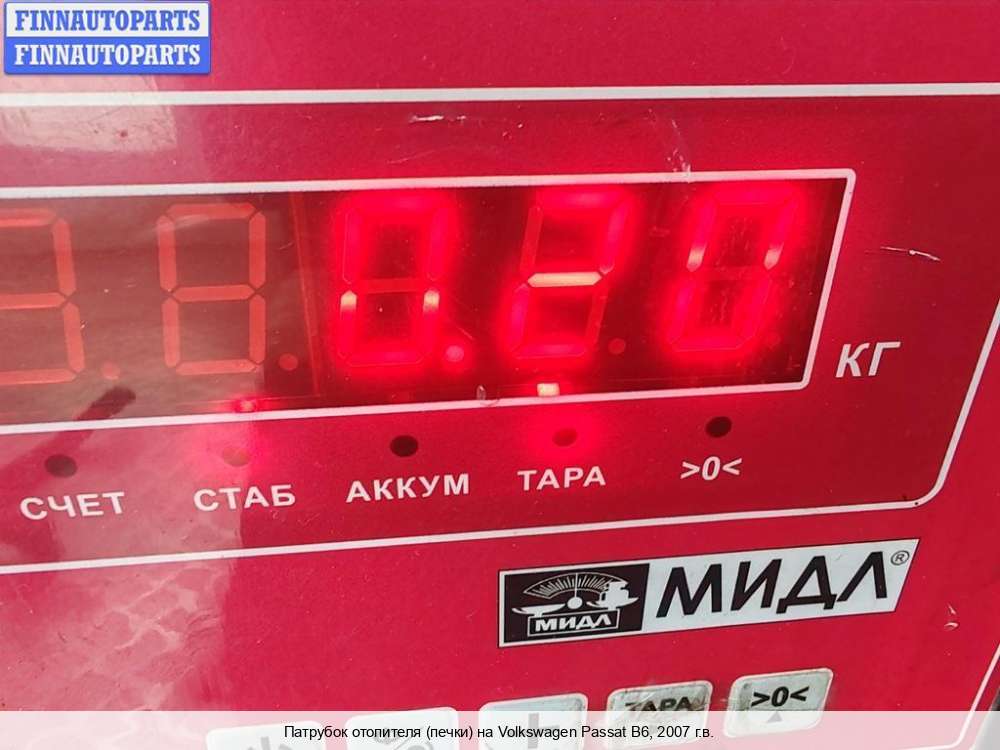 FINNAUTOPARTS
FINNAUTOPARTS
0.20
КГ
СЧЕТ СТАБ АККУМ ТАРА >0<
МИДЛ МИДЛ®
ТАРА >0<
Патрубок отопителя (печки) на Volkswagen Passat B6, 2007 г.в.